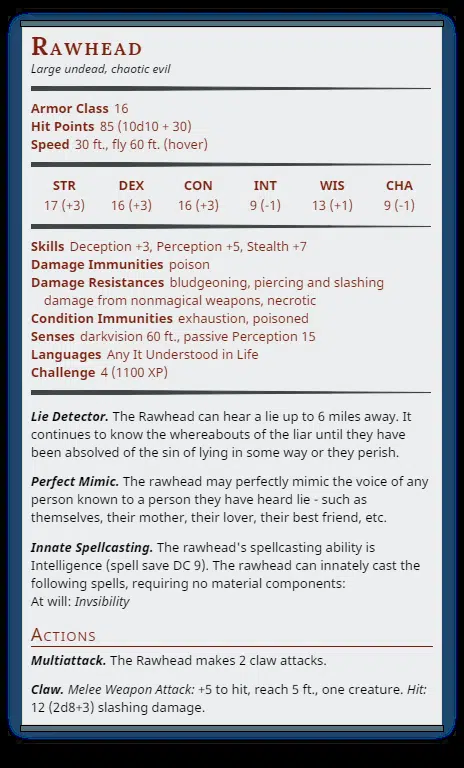 Rawhead
Large undead, chaotic evil
Armor Class 16
Hit Points 85 (10d10 + 30)
Speed 30 ft., fly 60 ft. (hover)
STR DEX CON INT WIS CHA
17 (+3) 16 (+3) 16 (+3) 9 (-1) 13 (+1) 9 (-1)
Skills Deception +3, Perception +5, Stealth +7
Damage Immunities poison
Damage Resistances bludgeoning, piercing and slashing
damage from nonmagical weapons, necrotic
Condition Immunities exhaustion, poisoned
Senses darkvision 60 ft., passive Perception 15
Languages Any It Understood in Life
Challenge 4 (1100 XP)
Lie Detector. The Rawhead can hear a lie up to 6 miles away. It
continues to know the whereabouts of the liar until they have
been absolved of the sin of lying in some way or they perish.
Perfect Mimic. The rawhead may perfectly mimic the voice of any
person known to a person they have heard lie - such as
themselves, their mother, their lover, their best friend, etc.
Innate Spellcasting. The rawhead's spellcasting ability is
Intelligence (spell save DC 9). The rawhead can innately cast the
following spells, requiring no material components:
At will: Invsibility
Actions
Multiattack. The Rawhead makes 2 claw attacks.
Claw. Melee Weapon Attack: +5 to hit, reach 5 ft., one creature. Hit:
12 (2d8+3) slashing damage.